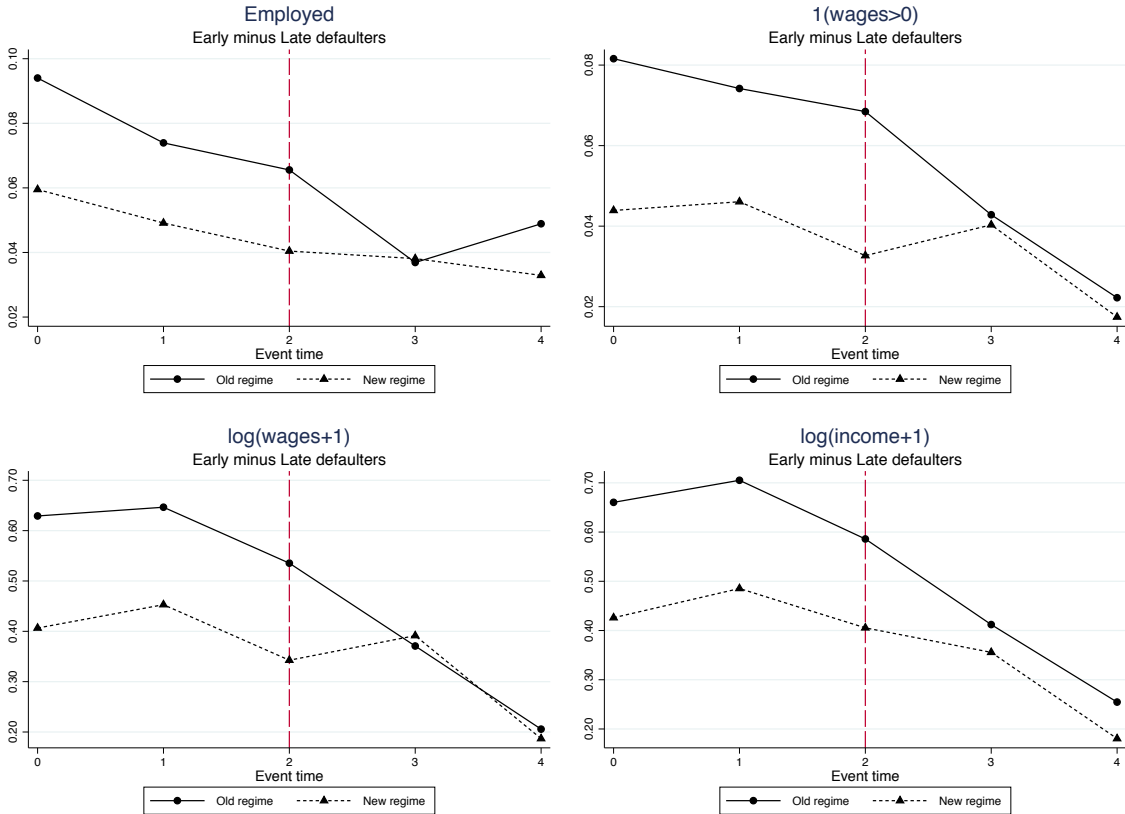 Employed
Early minus Late defaulters
0.10
0.08
0.06
0.04
0.02
0 1 2 3 4
Event time
Old regime New regime
1(wages>0)
Early minus Late defaulters
0.08
0.06
0.04
0.02
0 1 2 3 4
Event time
Old regime New regime
log(wages+1)
Early minus Late defaulters
0.70
0.60
0.50
0.40
0.30
0.20
0 1 2 3 4
Event time
Old regime New regime
log(income+1)
Early minus Late defaulters
0.70
0.60
0.50
0.40
0.30
0.20
0 1 2 3 4
Event time
Old regime New regime